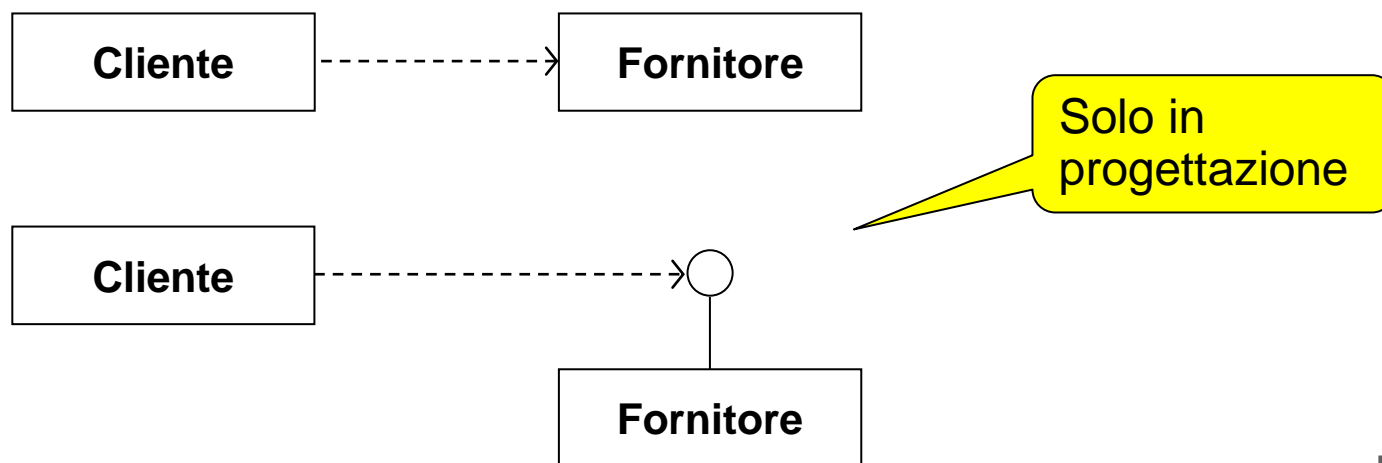 Cliente
Fornitore
Solo in
progettazione
Cliente
Fornitore